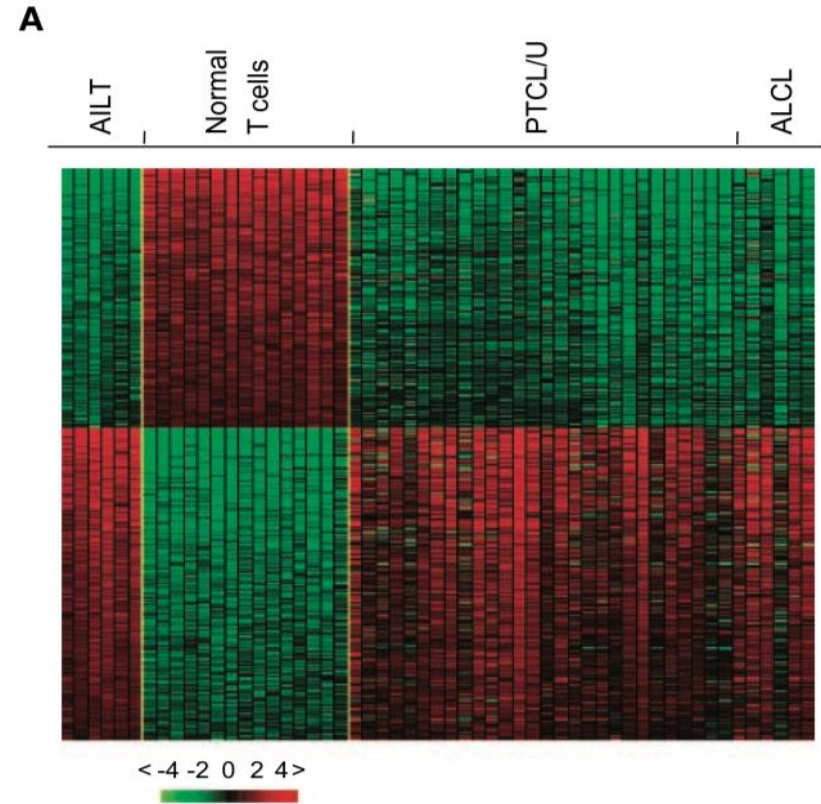 A
AILT
Normal
T cells
PTCL/U
ALCL
< -4 -2 0 2 4 >